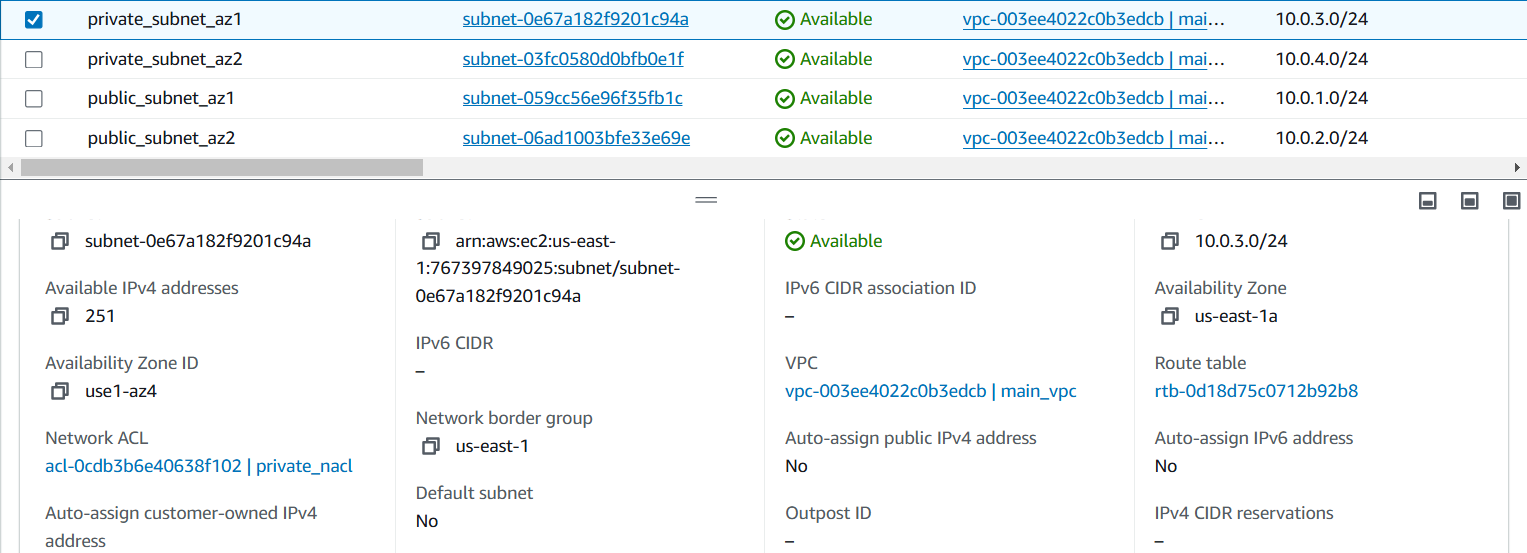 private_subnet_az1 subnet-0e67a182f9201c94a Available vpc-003ee4022c0b3edcb | mai… 10.0.3.0/24
private_subnet_az2 subnet-03fc0580d0bfb0e1f Available vpc-003ee4022c0b3edcb | mai… 10.0.4.0/24
public_subnet_az1 subnet-059cc56e96f35fb1c Available vpc-003ee4022c0b3edcb | mai… 10.0.1.0/24
public_subnet_az2 subnet-06ad1003bfe33e69e Available vpc-003ee4022c0b3edcb | mai… 10.0.2.0/24
subnet-0e67a182f9201c94a
Available IPv4 addresses
251
Availability Zone ID
use1-az4
Network ACL
acl-0cdb3b6e40638f102 | private_nacl
Auto-assign customer-owned IPv4
address
arn:aws:ec2:us-east-
1:767397849025:subnet/subnet-
0e67a182f9201c94a
IPv6 CIDR
–
Network border group
us-east-1
Default subnet
No
Available
IPv6 CIDR association ID
–
VPC
vpc-003ee4022c0b3edcb | main_vpc
Auto-assign public IPv4 address
No
Outpost ID
–
10.0.3.0/24
Availability Zone
us-east-1a
Route table
rtb-0d18d75c0712b92b8
Auto-assign IPv6 address
No
IPv4 CIDR reservations
–